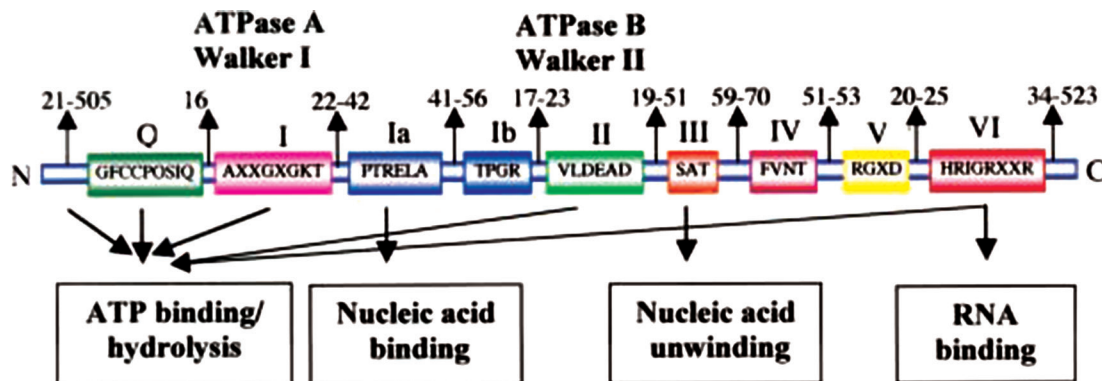 ATPase A
Walker I
ATPase B
Walker II
21-505 16 22-42 41-56 17-23 19-51 59-70 51-53 20-25 34-523
Q I Ia Ib II III IV V VI
N GFCCPOSIQ AXXGXGKT PTRELA TPGR VLDEAD SAT FVNT RGXD HRIGRXXR C
ATP binding/
hydrolysis
Nucleic acid
binding
Nucleic acid
unwinding
RNA
binding